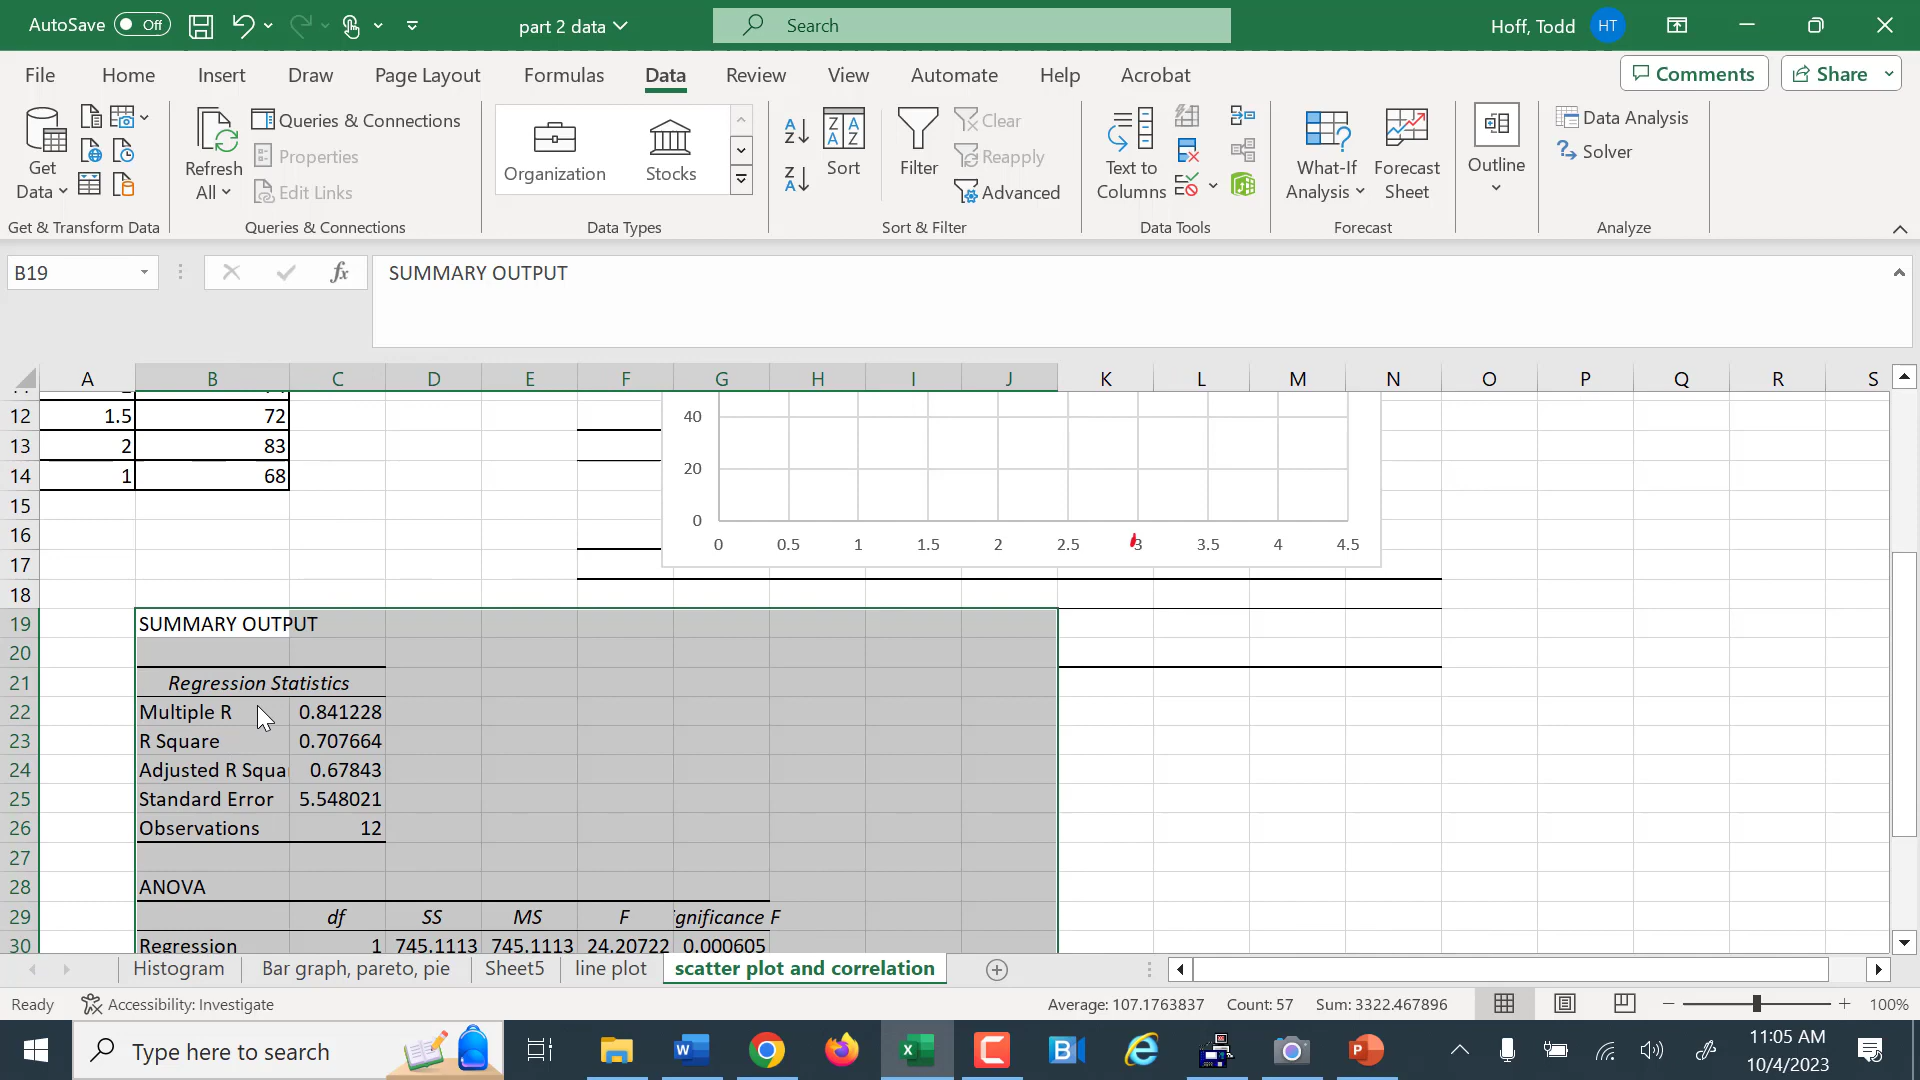 AutoSave Off part 2 data Search Hoff, Todd HT
File Home Insert Draw Page Layout Formulas Data Review View Automate Help Acrobat Comments Share
Get Data Refresh All Queries & Connections Properties Edit Links Organization Stocks Sort Filter Clear Reapply Advanced Text to Columns What-If Analysis Forecast Sheet Outline Data Analysis Solver
Get & Transform Data Queries & Connections Data Types Sort & Filter Data Tools Forecast Analyze
B19 fx SUMMARY OUTPUT
A B C D E F G H I J K L M N O P Q R S
12 1.5 72 40
13 2 83 20
14 1 68
15 0
16 0 0.5 1 1.5 2 2.5 3 3.5 4 4.5
17
18
19 SUMMARY OUTPUT
20
21 Regression Statistics
22 Multiple R 0.841228
23 R Square 0.707664
24 Adjusted R Squa 0.67843
25 Standard Error 5.548021
26 Observations 12
27
28 ANOVA
29 df SS MS F gnificance F
30 Regression 1 745.1113 745.1113 24.20722 0.000605
Histogram Bar graph, pareto, pie Sheet5 line plot scatter plot and correlation
Ready Accessibility: Investigate Average: 107.1763837 Count: 57 Sum: 3322.467896 100%
Type here to search 11:05 AM
10/4/2023